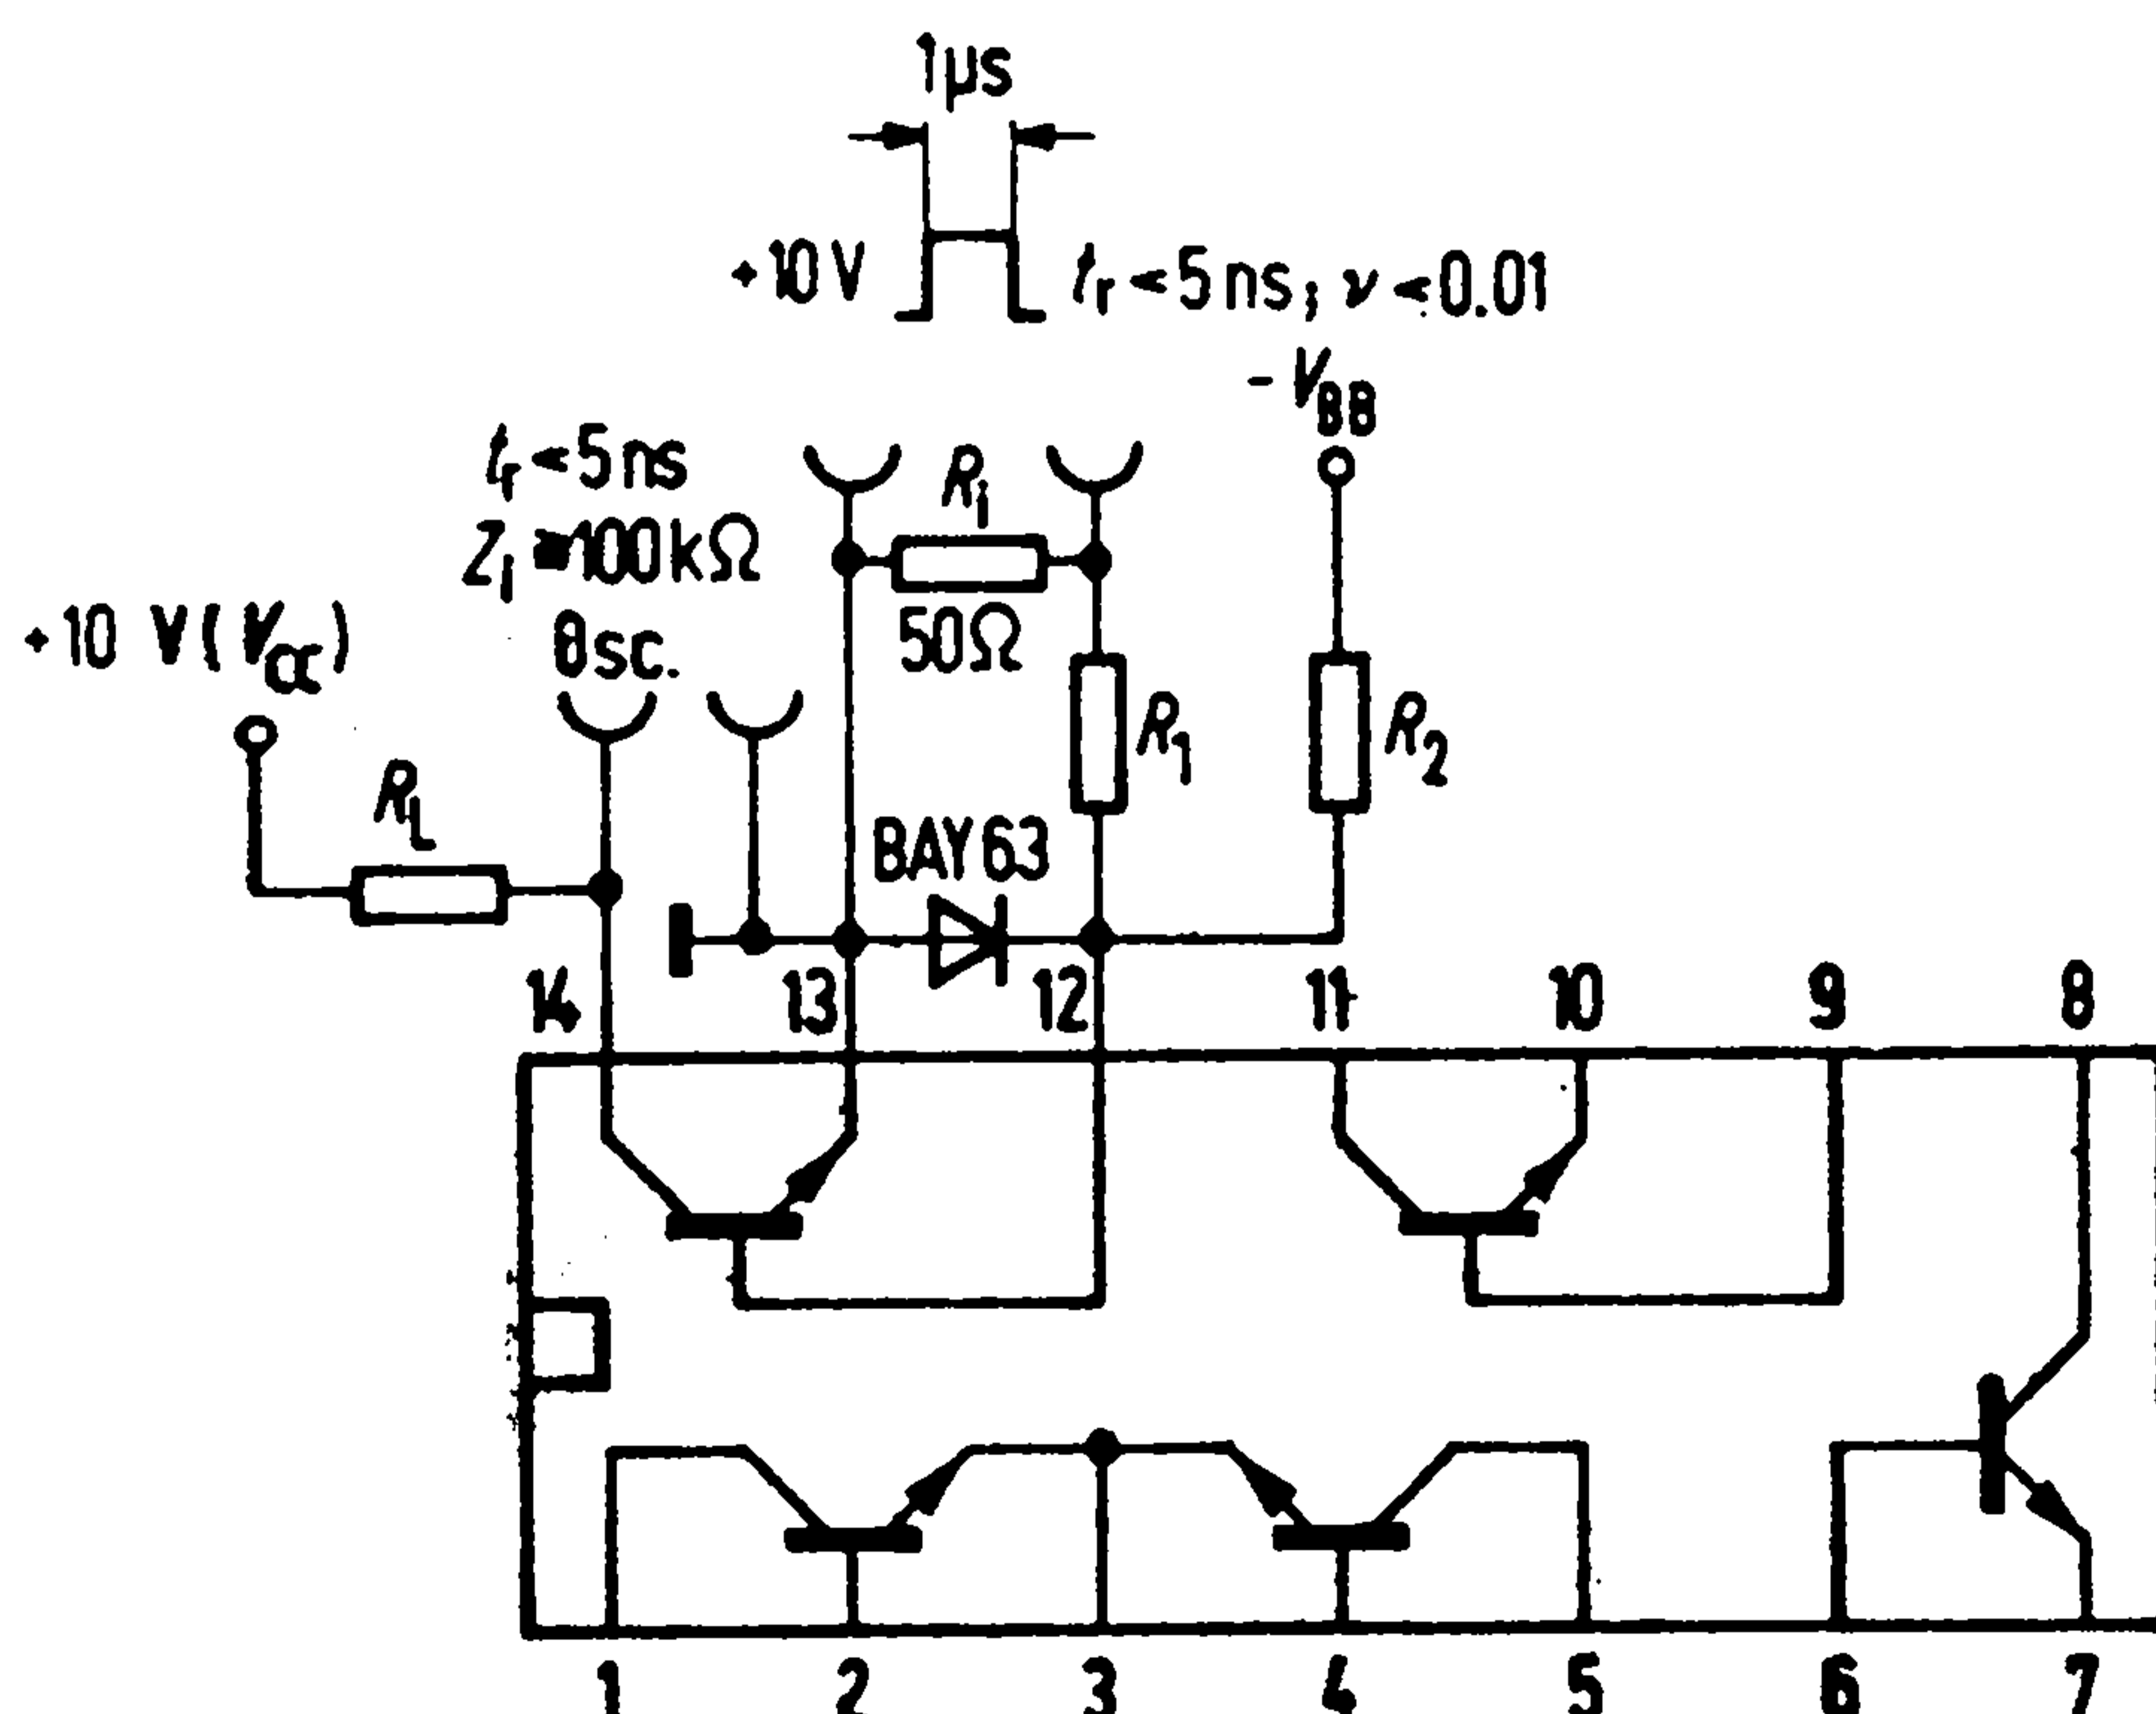 1µs
+10V
tr<5ns; ν<0.01
-VBB
tr<5ns
Ri
Zi≈100kΩ
50Ω
+10 V(Vα)
Osc.
R1
R2
RL
BAY63
14 13 12 11 10 9 8
1 2 3 4 5 6 7